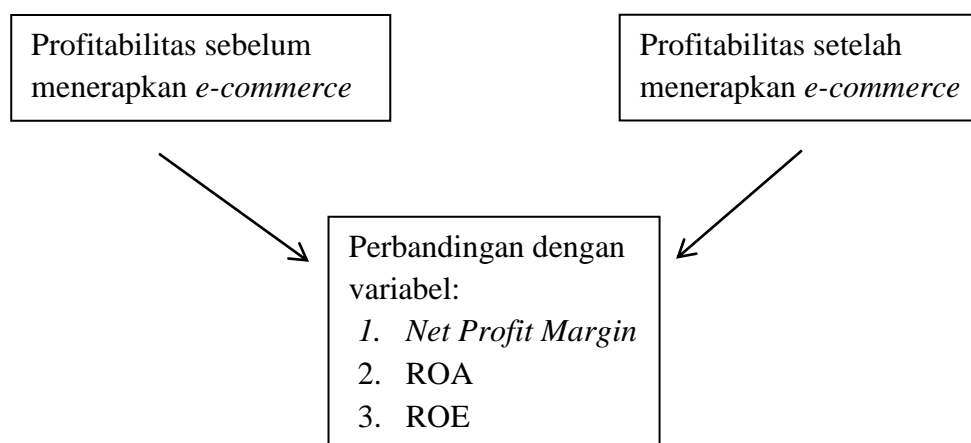 Profitabilitas sebelum
menerapkan e-commerce
Profitabilitas setelah
menerapkan e-commerce
Perbandingan dengan
variabel:
1. Net Profit Margin
2. ROA
3. ROE